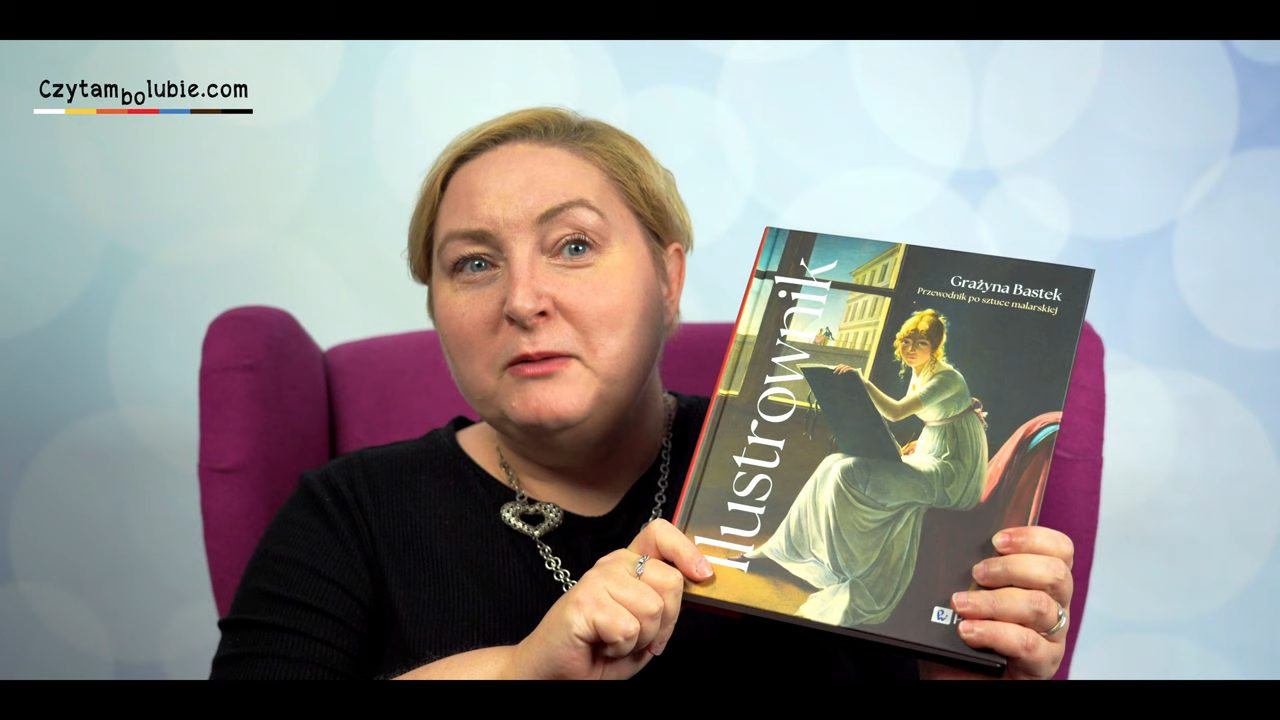 Czytambolubie.com
Grażyna Bastek
Przewodnik po sztuce malarskiej
Ilustrownik